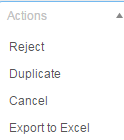 Actions
Reject
Duplicate
Cancel
Export to Excel